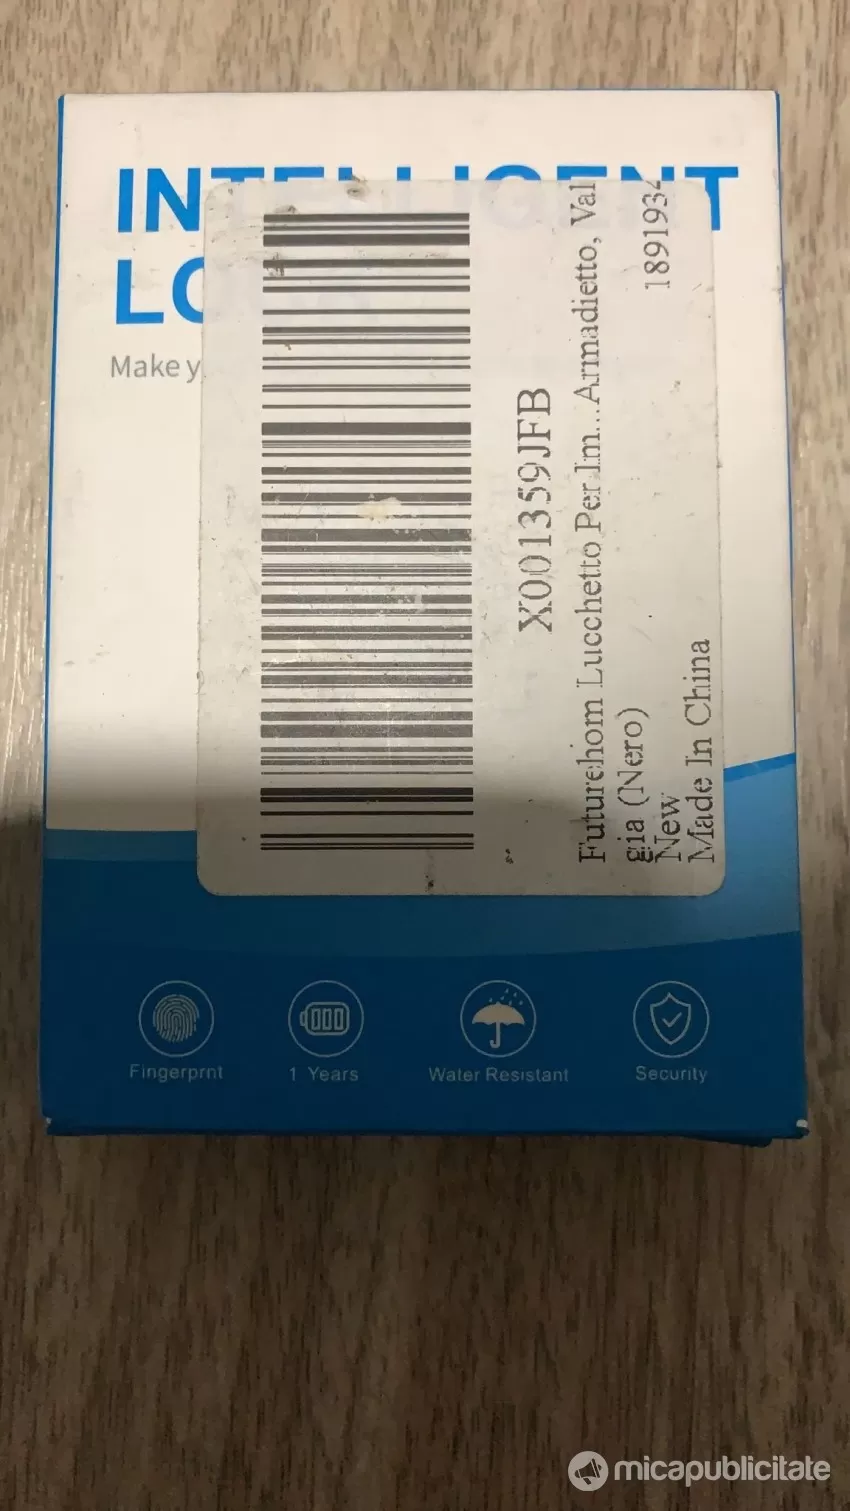 INTELLIGENT
LO
Make y
X001359JFB
Futurehom Lucchetto Per Im...Armadietto, Val
gia (Nero)
1891934
New
Made In China
Fingerprnt
1 Years
Water Resistant
Security
micapublicitate